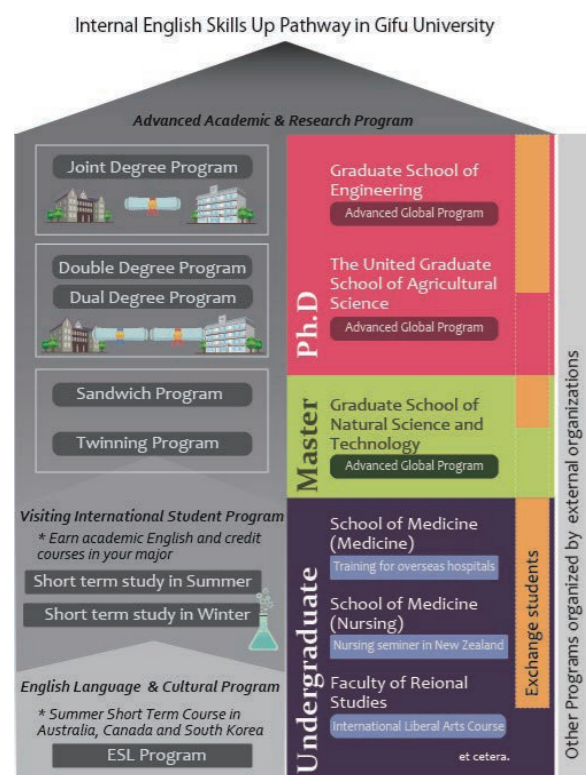 Internal English Skills Up Pathway in Gifu University
Advanced Academic & Research Program
Joint Degree Program
Double Degree Program
Dual Degree Program
Sandwich Program
Twinning Program
Visiting International Student Program
* Earn academic English and credit
courses in your major
Short term study in Summer
Short term study in Winter
English Language & Cultural Program
* Summer Short Term Course in
Australia, Canada and South Korea
ESL Program
Ph.D
Graduate School of
Engineering
Advanced Global Program
The United Graduate
School of Agricultural
Science
Advanced Global Program
Master
Graduate School of
Natural Science and
Technology
Advanced Global Program
Undergraduate
School of Medicine
(Medicine)
Training for overseas hospitals
School of Medicine
(Nursing)
Nursing seminer in New Zealand
Faculty of Reional
Studies
International Liberal Arts Course
et cetera.
Exchange students
Other Programs organized by external organizations